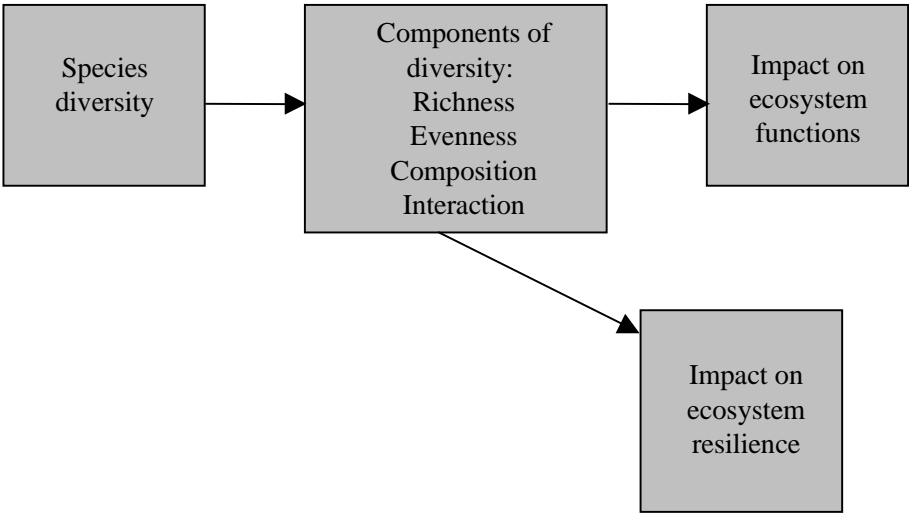 Species
diversity
Components of
diversity:
Richness
Evenness
Composition
Interaction
Impact on
ecosystem
functions
Impact on
ecosystem
resilience